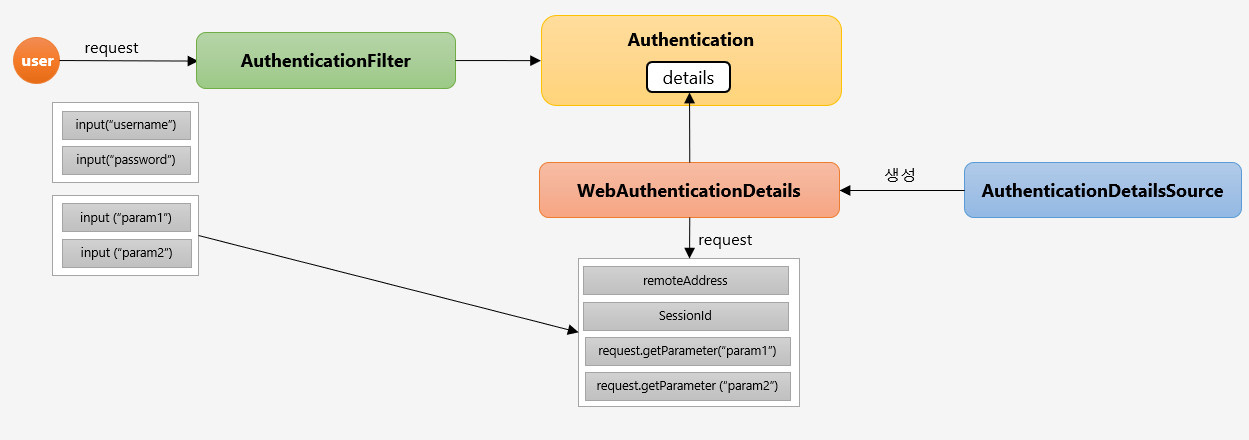 user
request
AuthenticationFilter
Authentication
details
input(“username”)
input(“password”)
WebAuthenticationDetails
생성
AuthenticationDetailsSource
input (“param1”)
input (“param2”)
request
remoteAddress
SessionId
request.getParameter(“param1”)
request.getParameter (“param2”)